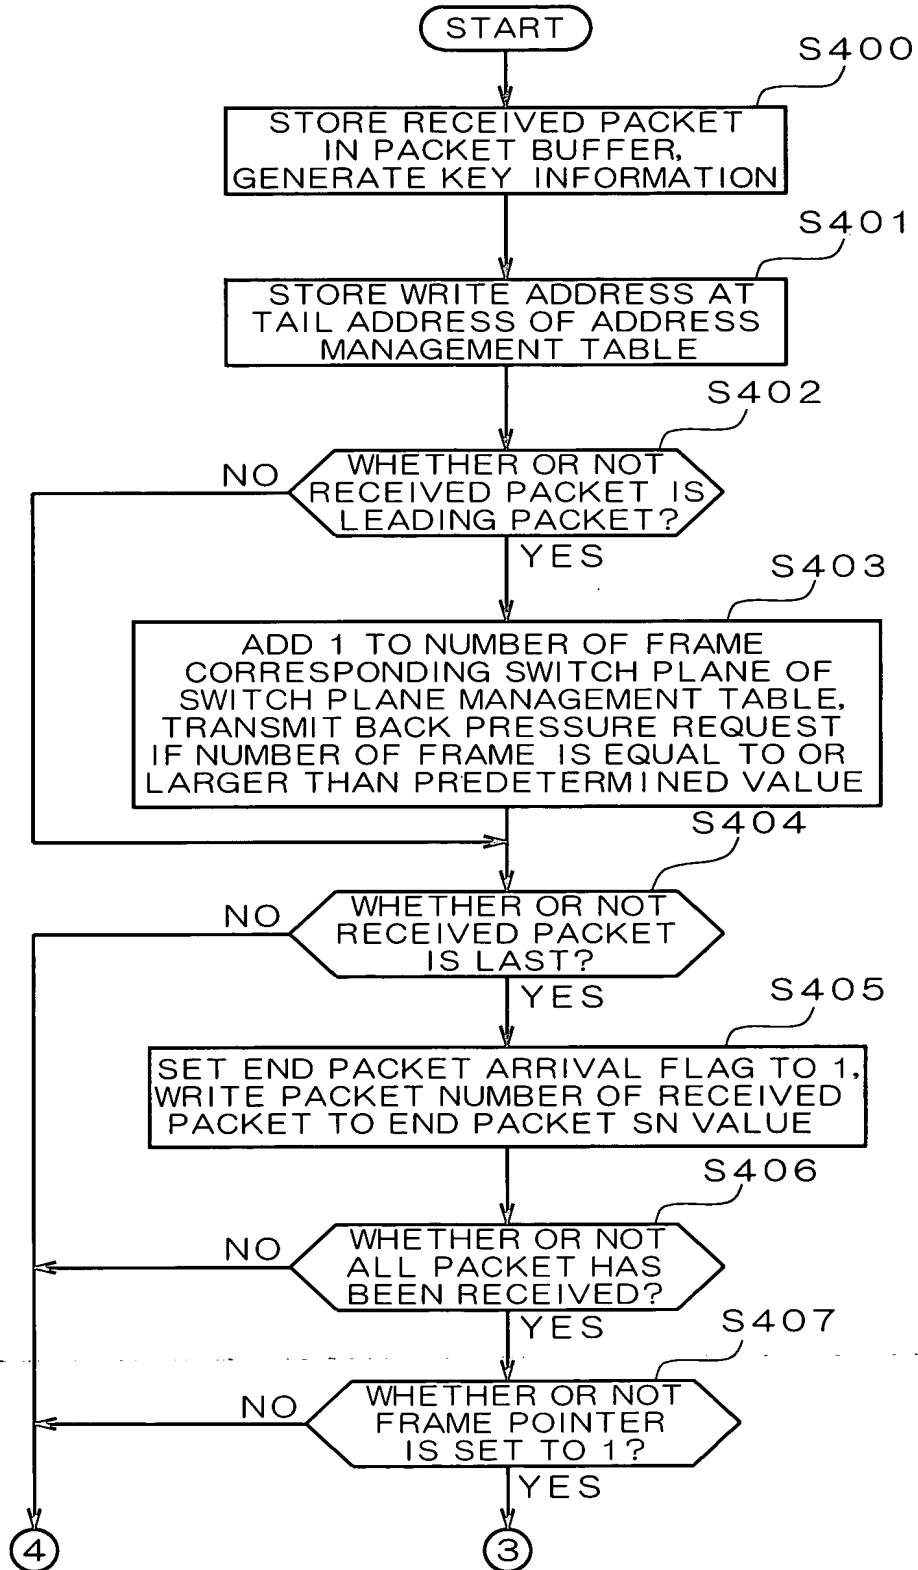 START
S400
STORE RECEIVED PACKET
IN PACKET BUFFER,
GENERATE KEY INFORMATION
S401
STORE WRITE ADDRESS AT
TAIL ADDRESS OF ADDRESS
MANAGEMENT TABLE
S402
NO
WHETHER OR NOT
RECEIVED PACKET IS
LEADING PACKET?
YES
S403
ADD 1 TO NUMBER OF FRAME
CORRESPONDING SWITCH PLANE OF
SWITCH PLANE MANAGEMENT TABLE,
TRANSMIT BACK PRESSURE REQUEST
IF NUMBER OF FRAME IS EQUAL TO OR
LARGER THAN PREDETERMINED VALUE
S404
NO
WHETHER OR NOT
RECEIVED PACKET
IS LAST?
YES
S405
SET END PACKET ARRIVAL FLAG TO 1,
WRITE PACKET NUMBER OF RECEIVED
PACKET TO END PACKET SN VALUE
S406
NO
WHETHER OR NOT
ALL PACKET HAS
BEEN RECEIVED?
YES
S407
NO
WHETHER OR NOT
FRAME POINTER
IS SET TO 1?
YES
4
3